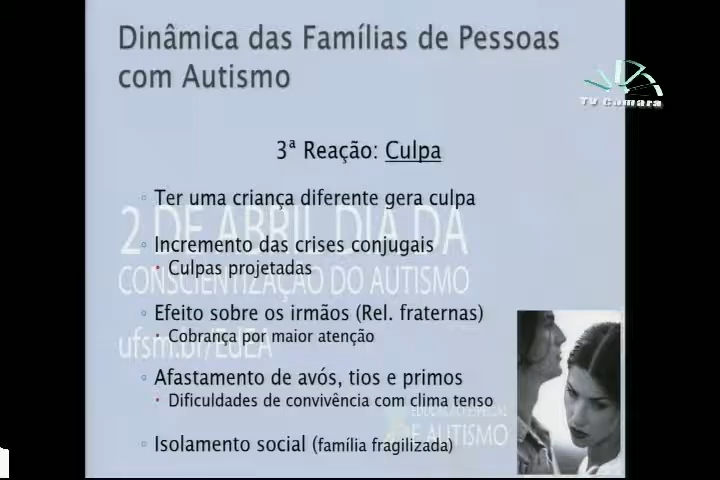 Dinâmica das Famílias de Pessoas
com Autismo
TV Camara
3ª Reação: Culpa
Ter uma criança diferente gera culpa
2 DE ABRIL DIA DA
Incremento das crises conjugais
Culpas projetadas
CONSCIENTIZAÇÃO DO AUTISMO
Efeito sobre os irmãos (Rel. fraternas)
Cobrança por maior atenção
ufsm.br/EdEA
Afastamento de avós, tios e primos
Dificuldades de convivência com clima tenso
E AUTISMO
Isolamento social (família fragilizada)